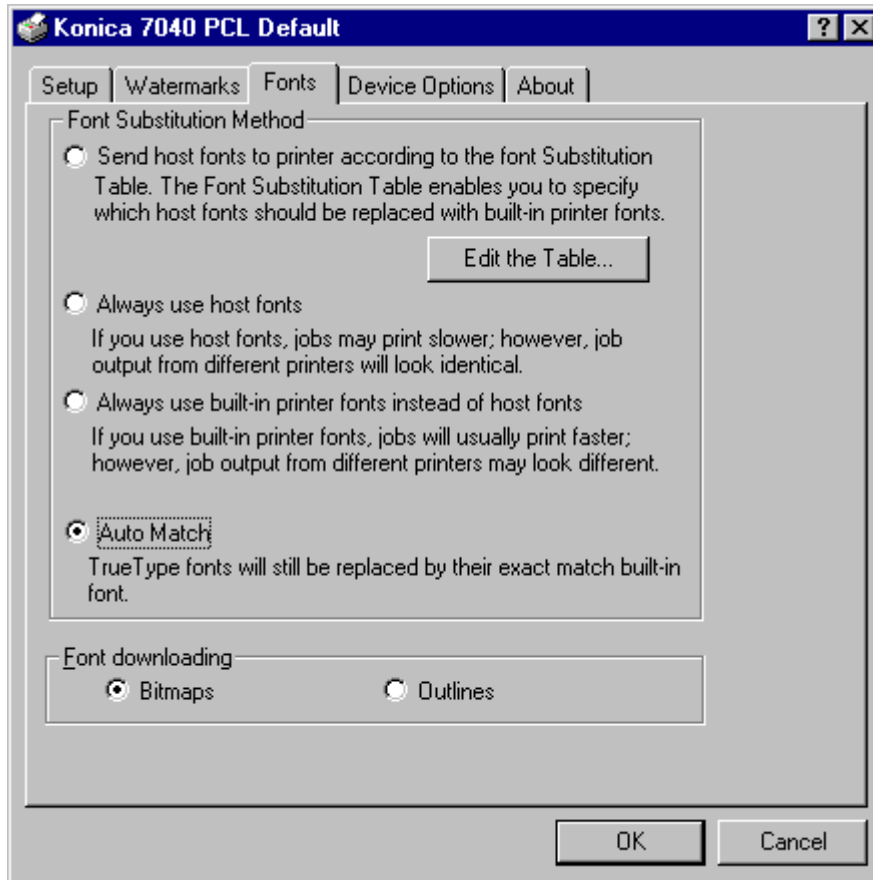 Konica 7040 PCL Default
Setup Watermarks Fonts Device Options About
Font Substitution Method
Send host fonts to printer according to the font Substitution
Table. The Font Substitution Table enables you to specify
which host fonts should be replaced with built-in printer fonts.
Edit the Table...
Always use host fonts
If you use host fonts, jobs may print slower; however, job
output from different printers will look identical.
Always use built-in printer fonts instead of host fonts
If you use built-in printer fonts, jobs will usually print faster;
however, job output from different printers may look different.
Auto Match
TrueType fonts will still be replaced by their exact match built-in
font.
Font downloading
Bitmaps Outlines
OK Cancel